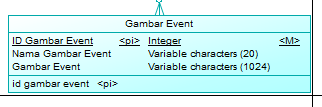 Gambar Event
ID Gambar Event <pi> Integer <M>
Nama Gambar Event Variable characters (20)
Gambar Event Variable characters (1024)
id gambar event <pi>